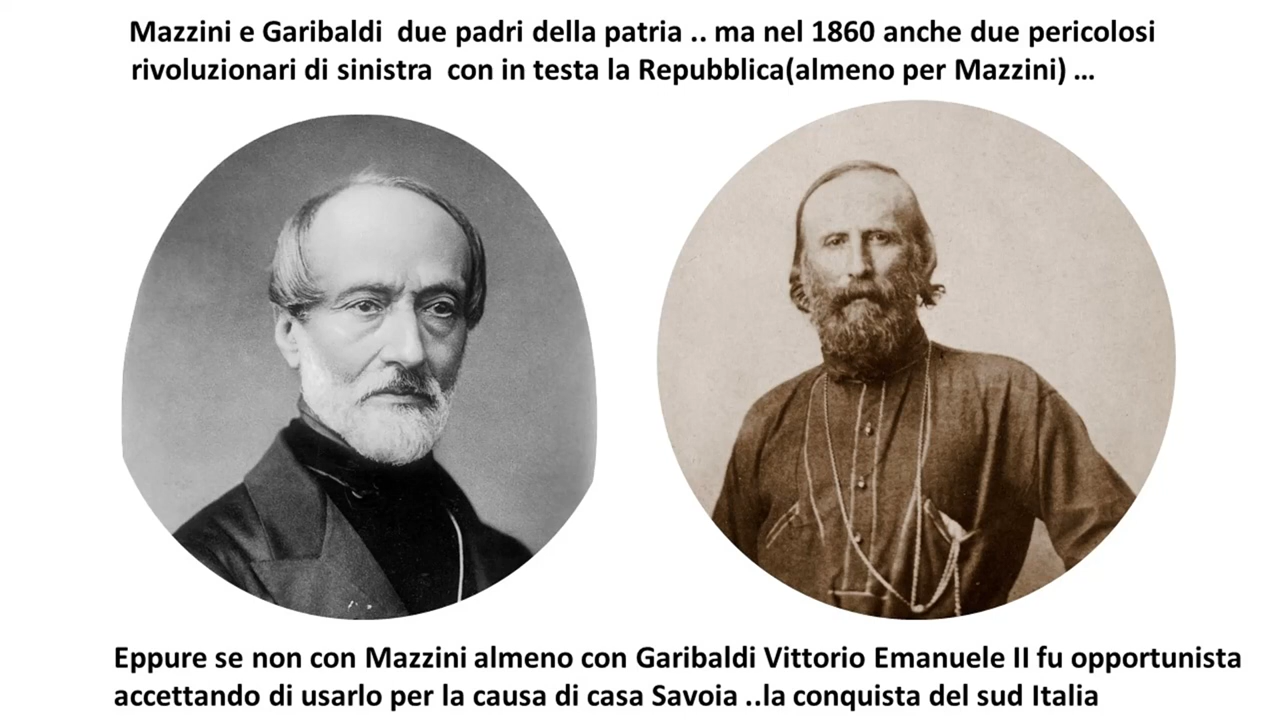 Mazzini e Garibaldi due padri della patria .. ma nel 1860 anche due pericolosi
rivoluzionari di sinistra con in testa la Repubblica(almeno per Mazzini) ...
Eppure se non con Mazzini almeno con Garibaldi Vittorio Emanuele II fu opportunista
accettando di usarlo per la causa di casa Savoia ..la conquista del sud Italia